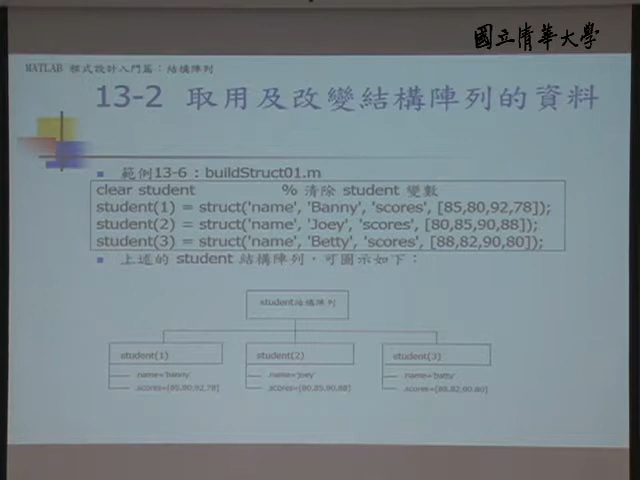 國立清華大學
MATLAB 程式設計入門篇：結構陣列
13-2 取用及改變結構陣列的資料
範例13-6：buildStruct01.m
clear student % 清除 student 變數
student(1) = struct('name', 'Banny', 'scores', [85,80,92,78]);
student(2) = struct('name', 'Joey', 'scores', [80,85,90,88]);
student(3) = struct('name', 'Betty', 'scores', [88,82,90,80]);
上述的 student 結構陣列，可圖示如下：
student結構陣列
student(1) student(2) student(3)
.name='banny' .name='joey' .name='batty'
.scores=[85,80,92,78] .scores=[80,85,90,88] .scores=[88,82,90,80]